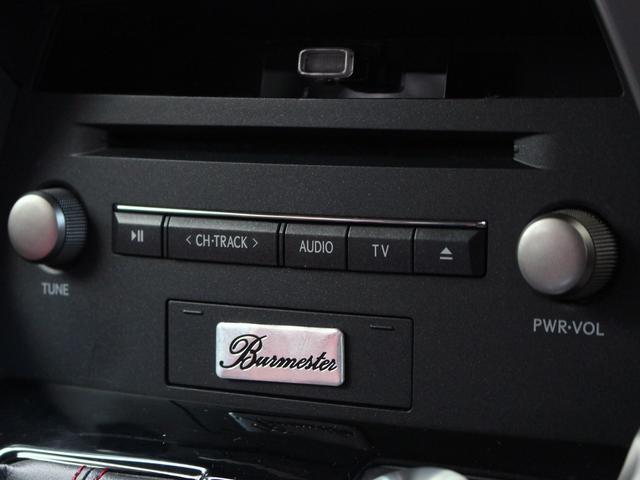 < CH·TRACK >
AUDIO
TV
TUNE
PWR·VOL
Burmester